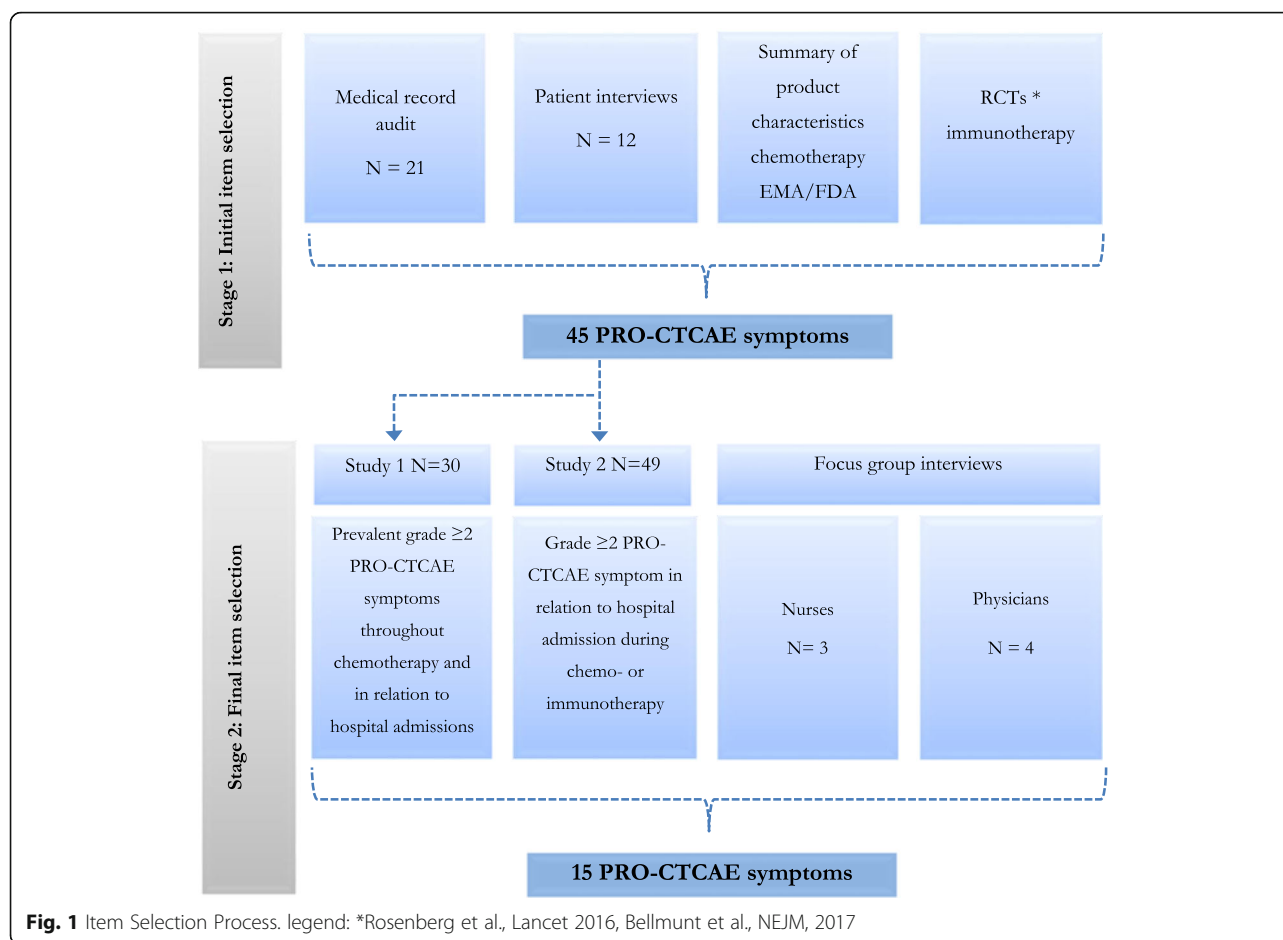 Stage 1: Initial item selection
Medical record
audit
N = 21
Patient interviews
N = 12
Summary of
product
characteristics
chemotherapy
EMA/FDA
RCTs *
immunotherapy
45 PRO-CTCAE symptoms
Stage 2: Final item selection
Study 1 N=30
Study 2 N=49
Focus group interviews
Prevalent grade ≥2
PRO-CTCAE
symptoms
throughout
chemotherapy and
in relation to
hospital admissions
Grade ≥2 PRO-
CTCAE symptom in
relation to hospital
admission during
chemo- or
immunotherapy
Nurses
N= 3
Physicians
N = 4
15 PRO-CTCAE symptoms
Fig. 1 Item Selection Process. legend: *Rosenberg et al., Lancet 2016, Bellmunt et al., NEJM, 2017